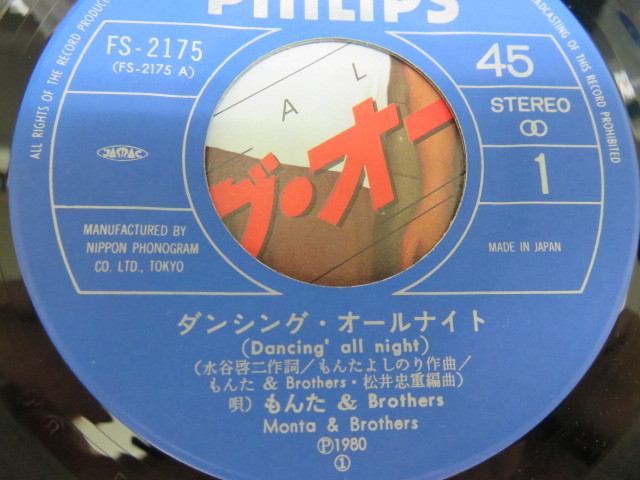 PHILIPS
ALL RIGHTS OF THE RECORD PRODUC
OADCASTING OF THIS RECORD PROHIBITED
FS-2175
(FS-2175 A)
45
STEREO
1
JASRAC
MANUFACTURED BY
NIPPON PHONOGRAM
CO. LTD., TOKYO
MADE IN JAPAN
A L
ブ・オー
ダンシング・オールナイト
(Dancing' all night)
(水谷啓二作詞/もんたよしのり作曲/
もんた & Brothers・松井忠重編曲)
唄) もんた & Brothers
Monta & Brothers
Ⓟ1980
①